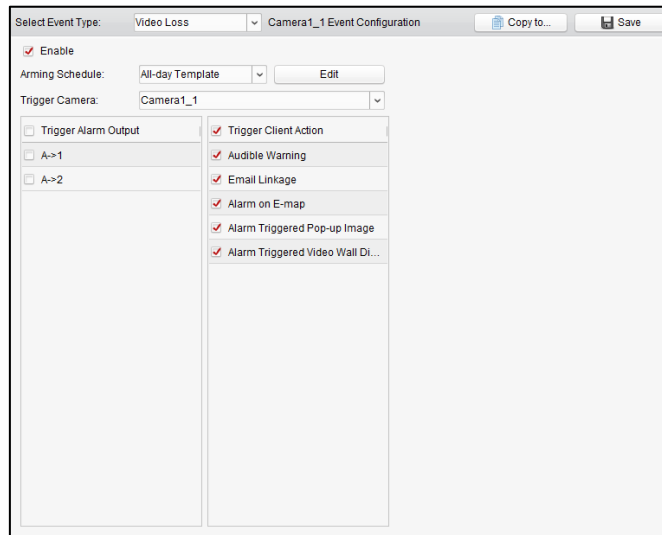 Select Event Type: Video Loss Camera1_1 Event Configuration Copy to... Save
Enable
Arming Schedule: All-day Template Edit
Trigger Camera: Camera1_1
Trigger Alarm Output Trigger Client Action
A->1 Audible Warning
A->2 Email Linkage
Alarm on E-map
Alarm Triggered Pop-up Image
Alarm Triggered Video Wall Di...